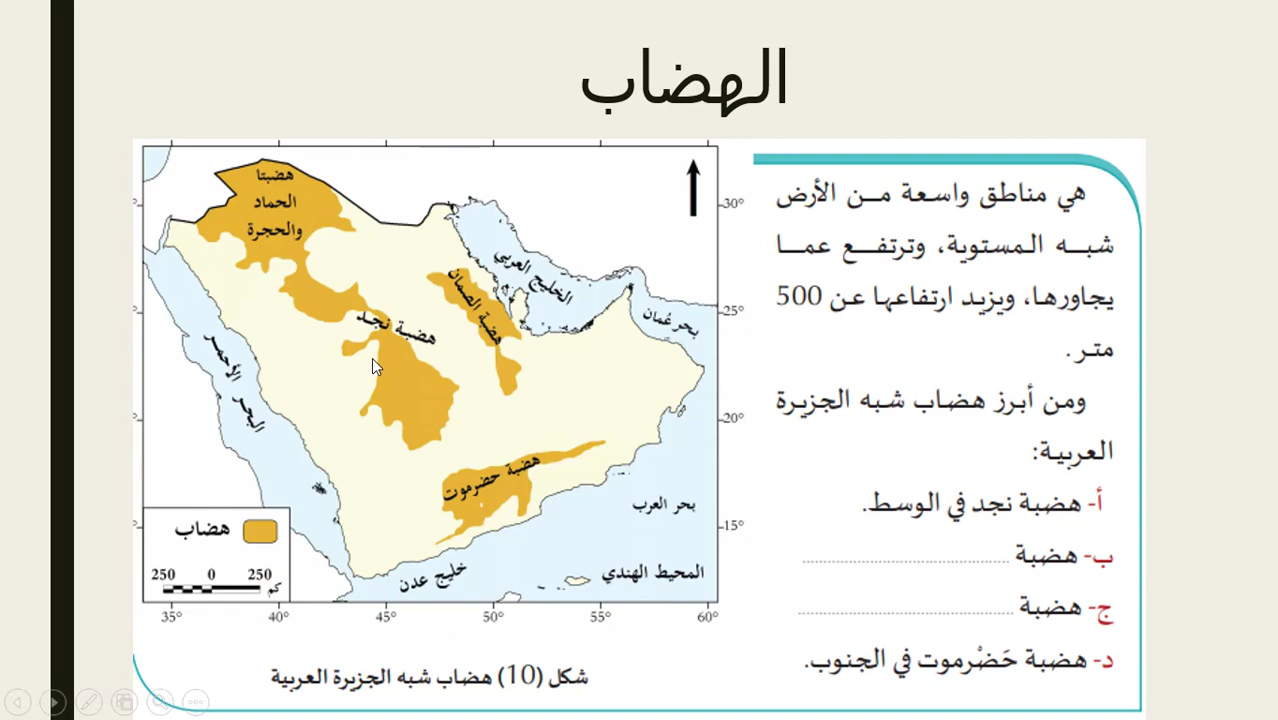 الهضاب
هي مناطق واسعة من الأرض
شبه المستوية، وترتفع عما
يجاورها، ويزيد ارتفاعها عن 500
متر.
ومن أبرز هضاب شبه الجزيرة
العربية:
أ- هضبة نجد في الوسط.
ب- هضبة ........................
ج- هضبة ........................
د- هضبة حَضْرموت في الجنوب.
هضبتا
الحماد
والحجرة
هضبة الصمان
الخليج العربي
بحر عُمان
هضبة نجد
البحر الأحمر
هضبة حضرموت
بحر العرب
خليج عدن
المحيط الهندي
30°
25°
20°
15°
هضاب
250 0 250
كم
35° 40° 45° 50° 55° 60°
شكل (10) هضاب شبه الجزيرة العربية